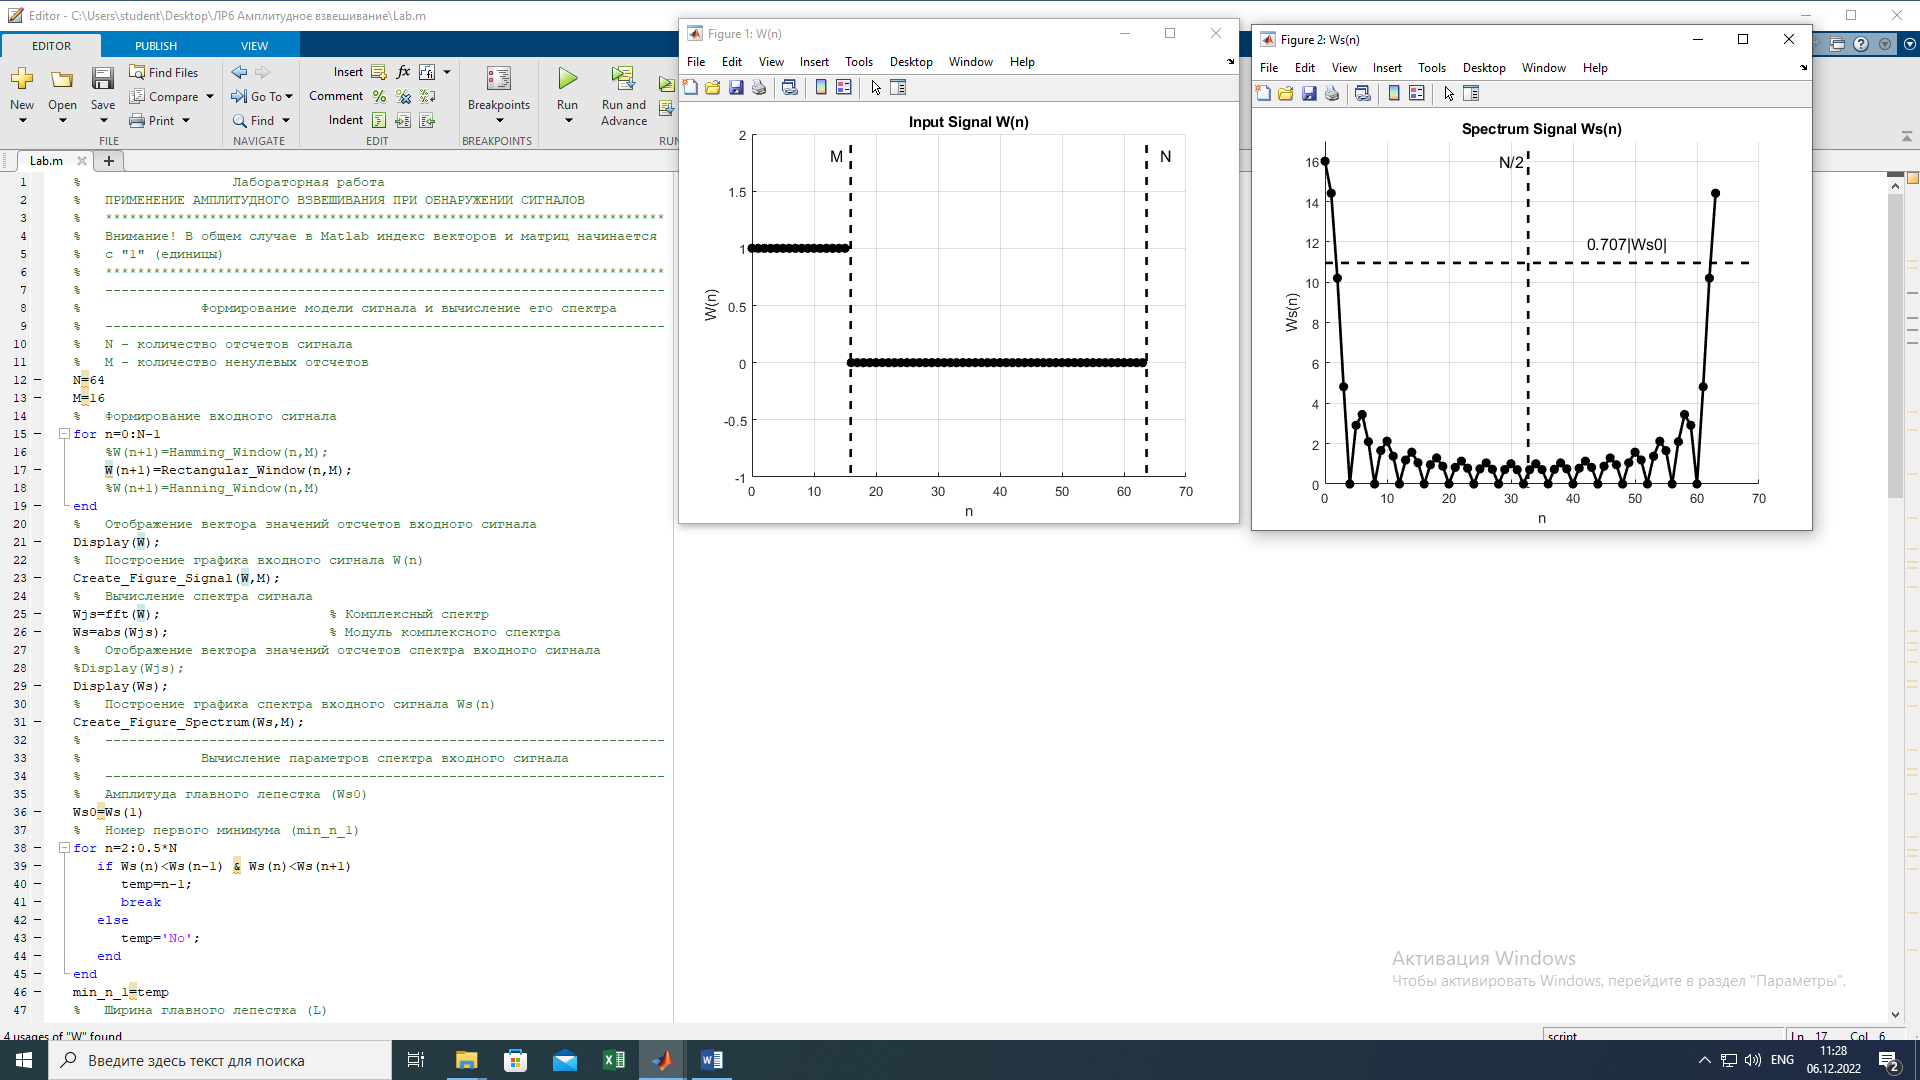 Editor - C:\Users\student\Desktop\ЛР6 Амплитудное взвешивание\Lab.m
EDITOR PUBLISH VIEW
New Open Save
Find Files
Compare
Print
Go To
Find
Insert
Comment
Indent
Breakpoints
Run
Run and Advance
FILE NAVIGATE EDIT BREAKPOINTS RUN
Lab.m
1 % Лабораторная работа
2 % ПРИМЕНЕНИЕ АМПЛИТУДНОГО ВЗВЕШИВАНИЯ ПРИ ОБНАРУЖЕНИИ СИГНАЛОВ
3 % **********************************************************************
4 % Внимание! В общем случае в Matlab индекс векторов и матриц начинается
5 % с "1" (единицы)
6 % **********************************************************************
7 % ----------------------------------------------------------------------
8 % Формирование модели сигнала и вычисление его спектра
9 % ----------------------------------------------------------------------
10 % N - количество отсчетов сигнала
11 % M - количество ненулевых отсчетов
12 N=64
13 M=16
14 % Формирование входного сигнала
15 for n=0:N-1
16 %W(n+1)=Hamming_Window(n,M);
17 W(n+1)=Rectangular_Window(n,M);
18 %W(n+1)=Hanning_Window(n,M)
19 end
20 % Отображение вектора значений отсчетов входного сигнала
21 Display(W);
22 % Построение графика входного сигнала W(n)
23 Create_Figure_Signal(W,M);
24 % Вычисление спектра сигнала
25 Wjs=fft(W); % Комплексный спектр
26 Ws=abs(Wjs); % Модуль комплексного спектра
27 % Отображение вектора значений отсчетов спектра входного сигнала
28 %Display(Wjs);
29 Display(Ws);
30 % Построение графика спектра входного сигнала Ws(n)
31 Create_Figure_Spectrum(Ws,M);
32 % ----------------------------------------------------------------------
33 % Вычисление параметров спектра входного сигнала
34 % ----------------------------------------------------------------------
35 % Амплитуда главного лепестка (Ws0)
36 Ws0=Ws(1)
37 % Номер первого минимума (min_n_1)
38 for n=2:0.5*N
39 if Ws(n)<Ws(n-1) & Ws(n)<Ws(n+1)
40 temp=n-1;
41 break
42 else
43 temp='No';
44 end
45 end
46 min_n_1=temp
47 % Ширина главного лепестка (L)
4 usages of "W" found
script
Ln 17 Col 6
Figure 1: W(n)
File Edit View Insert Tools Desktop Window Help
Input Signal W(n)
M N
2
1.5
1
0.5
0
-0.5
-1
W(n)
0 10 20 30 40 50 60 70
n
Figure 2: Ws(n)
File Edit View Insert Tools Desktop Window Help
Spectrum Signal Ws(n)
N/2
0.707|Ws0|
16
14
12
10
8
6
4
2
0
Ws(n)
0 10 20 30 40 50 60 70
n
Активация Windows
Чтобы активировать Windows, перейдите в раздел "Параметры".
Введите здесь текст для поиска
ENG
11:28
06.12.2022
2